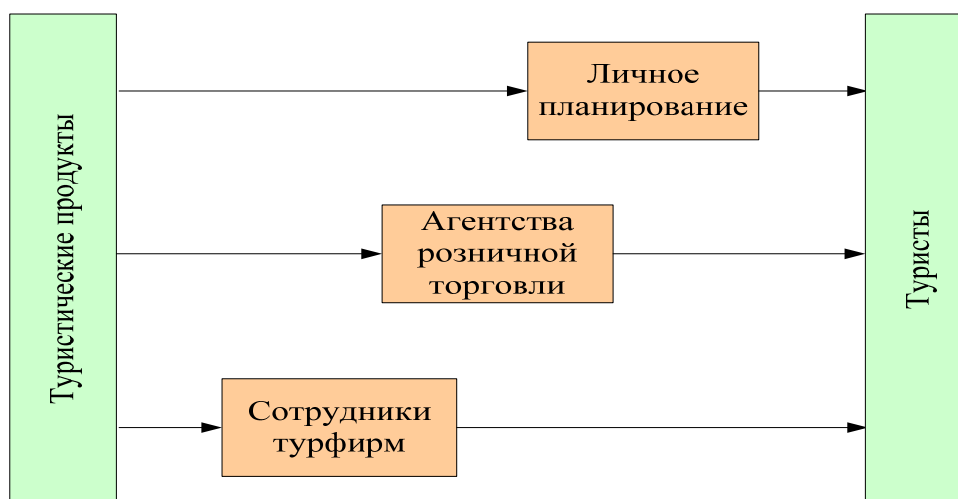 Туристические продукты
Личное
планирование
Агентства
розничной
торговли
Сотрудники
турфирм
Туристы